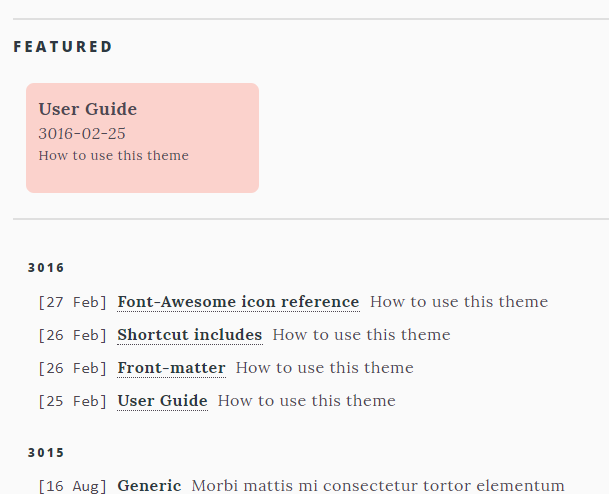 FEATURED
User Guide
3016-02-25
How to use this theme
3016
[27 Feb] Font-Awesome icon reference How to use this theme
[26 Feb] Shortcut includes How to use this theme
[26 Feb] Front-matter How to use this theme
[25 Feb] User Guide How to use this theme
3015
[16 Aug] Generic Morbi mattis mi consectetur tortor elementum